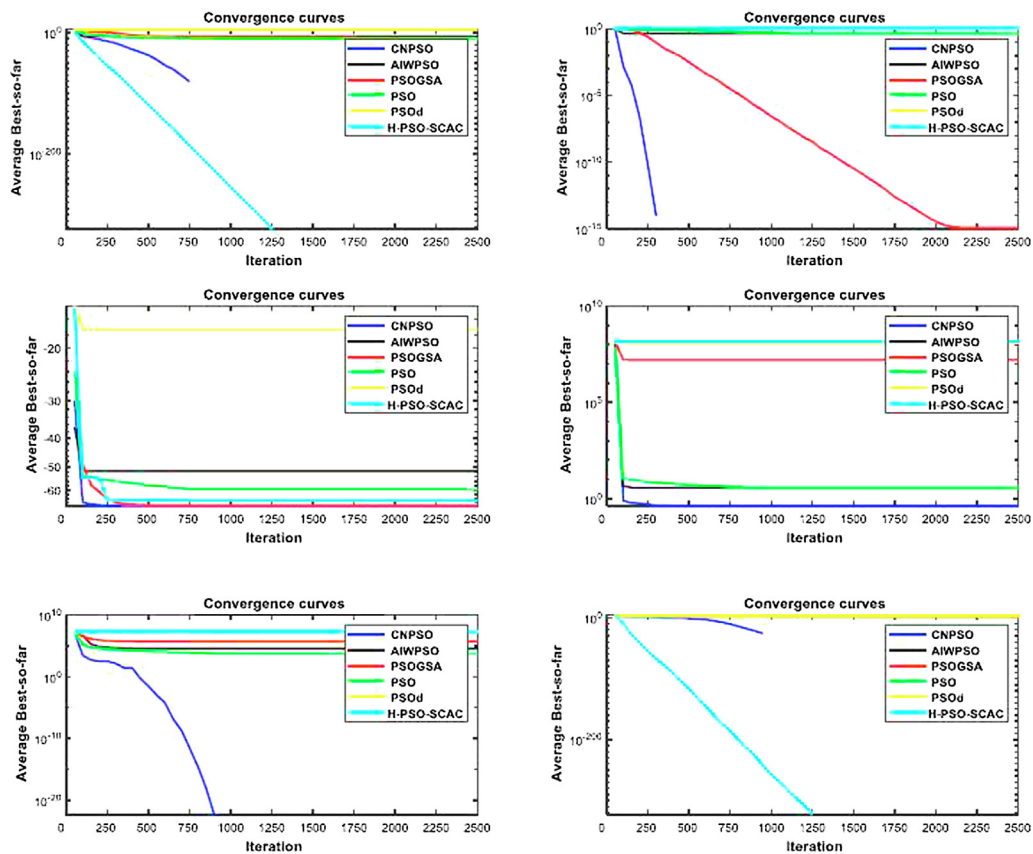 Convergence curves
Average Best-so-far
10^0
10^-200
CNPSO
AIWPSO
PSOGSA
PSO
PSOd
H-PSO-SCAC
0 250 500 750 1000 1250 1500 1750 2000 2250 2500
Iteration
Convergence curves
Average Best-so-far
10^0
10^-5
10^-10
10^-15
CNPSO
AIWPSO
PSOGSA
PSO
PSOd
H-PSO-SCAC
0 250 500 750 1000 1250 1500 1750 2000 2250 2500
Iteration
Convergence curves
Average Best-so-far
-20
-30
-40
-50
-60
CNPSO
AIWPSO
PSOGSA
PSO
PSOd
H-PSO-SCAC
0 250 500 750 1000 1250 1500 1750 2000 2250 2500
Iteration
Convergence curves
Average Best-so-far
10^10
10^5
10^0
CNPSO
AIWPSO
PSOGSA
PSO
PSOd
H-PSO-SCAC
0 250 500 750 1000 1250 1500 1750 2000 2250 2500
Iteration
Convergence curves
Average Best-so-far
10^10
10^0
10^-10
10^-20
CNPSO
AIWPSO
PSOGSA
PSO
PSOd
H-PSO-SCAC
0 250 500 750 1000 1250 1500 1750 2000 2250 2500
Iteration
Convergence curves
Average Best-so-far
10^0
10^-200
CNPSO
AIWPSO
PSOGSA
PSO
PSOd
H-PSO-SCAC
0 250 500 750 1000 1250 1500 1750 2000 2250 2500
Iteration